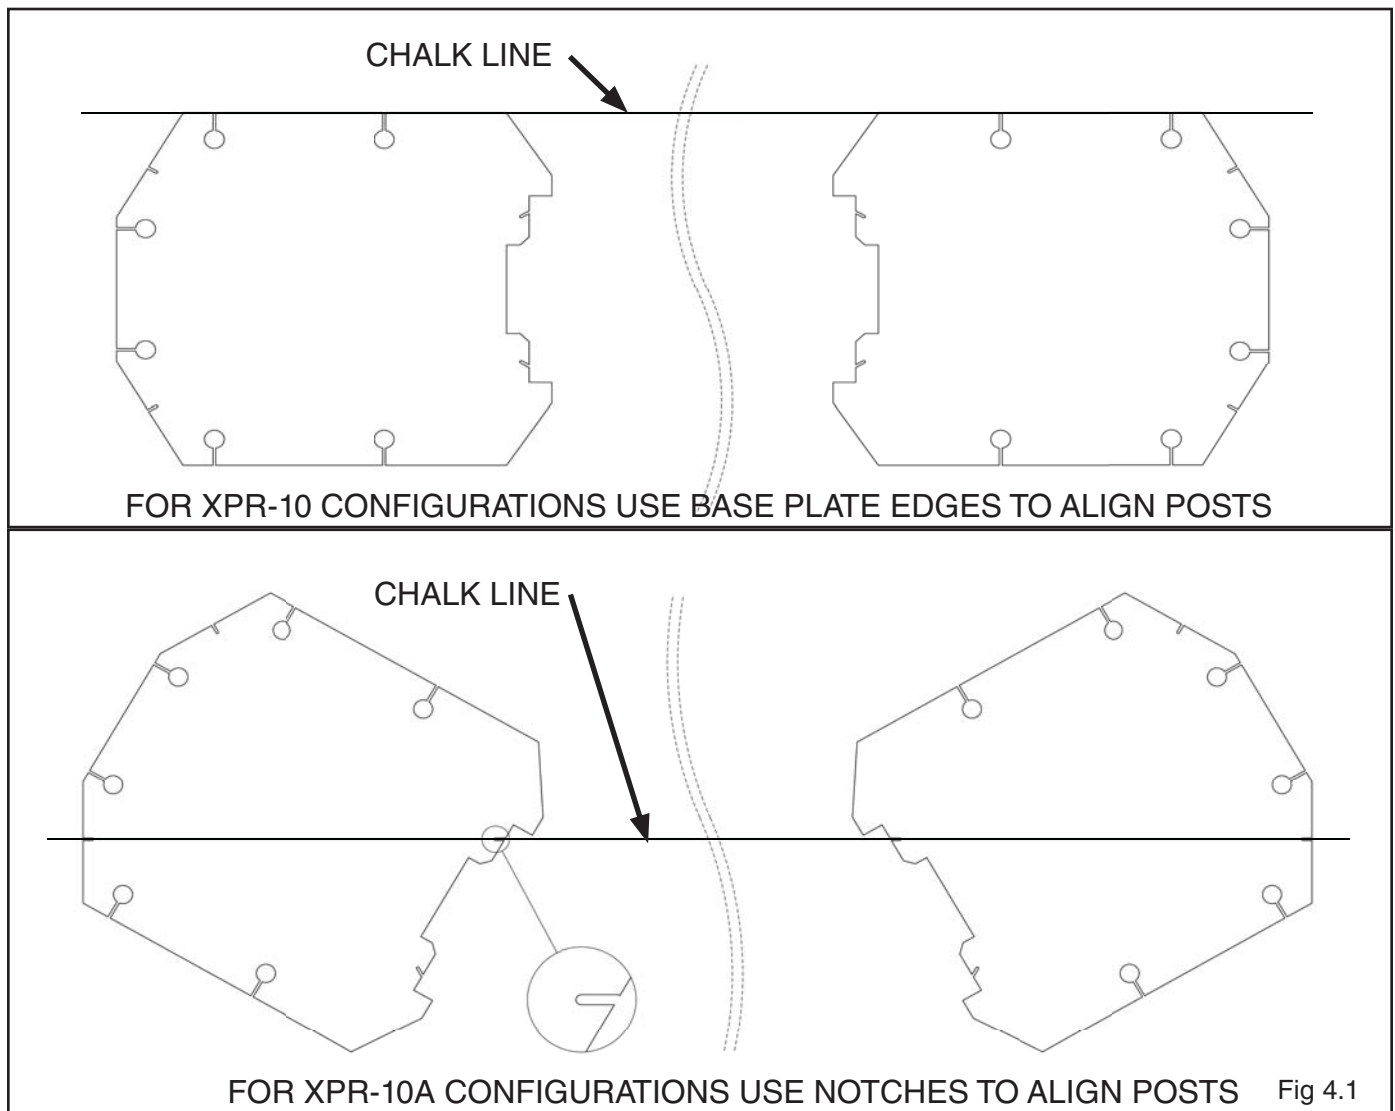 CHALK LINE
FOR XPR-10 CONFIGURATIONS USE BASE PLATE EDGES TO ALIGN POSTS
CHALK LINE
FOR XPR-10A CONFIGURATIONS USE NOTCHES TO ALIGN POSTS
Fig 4.1